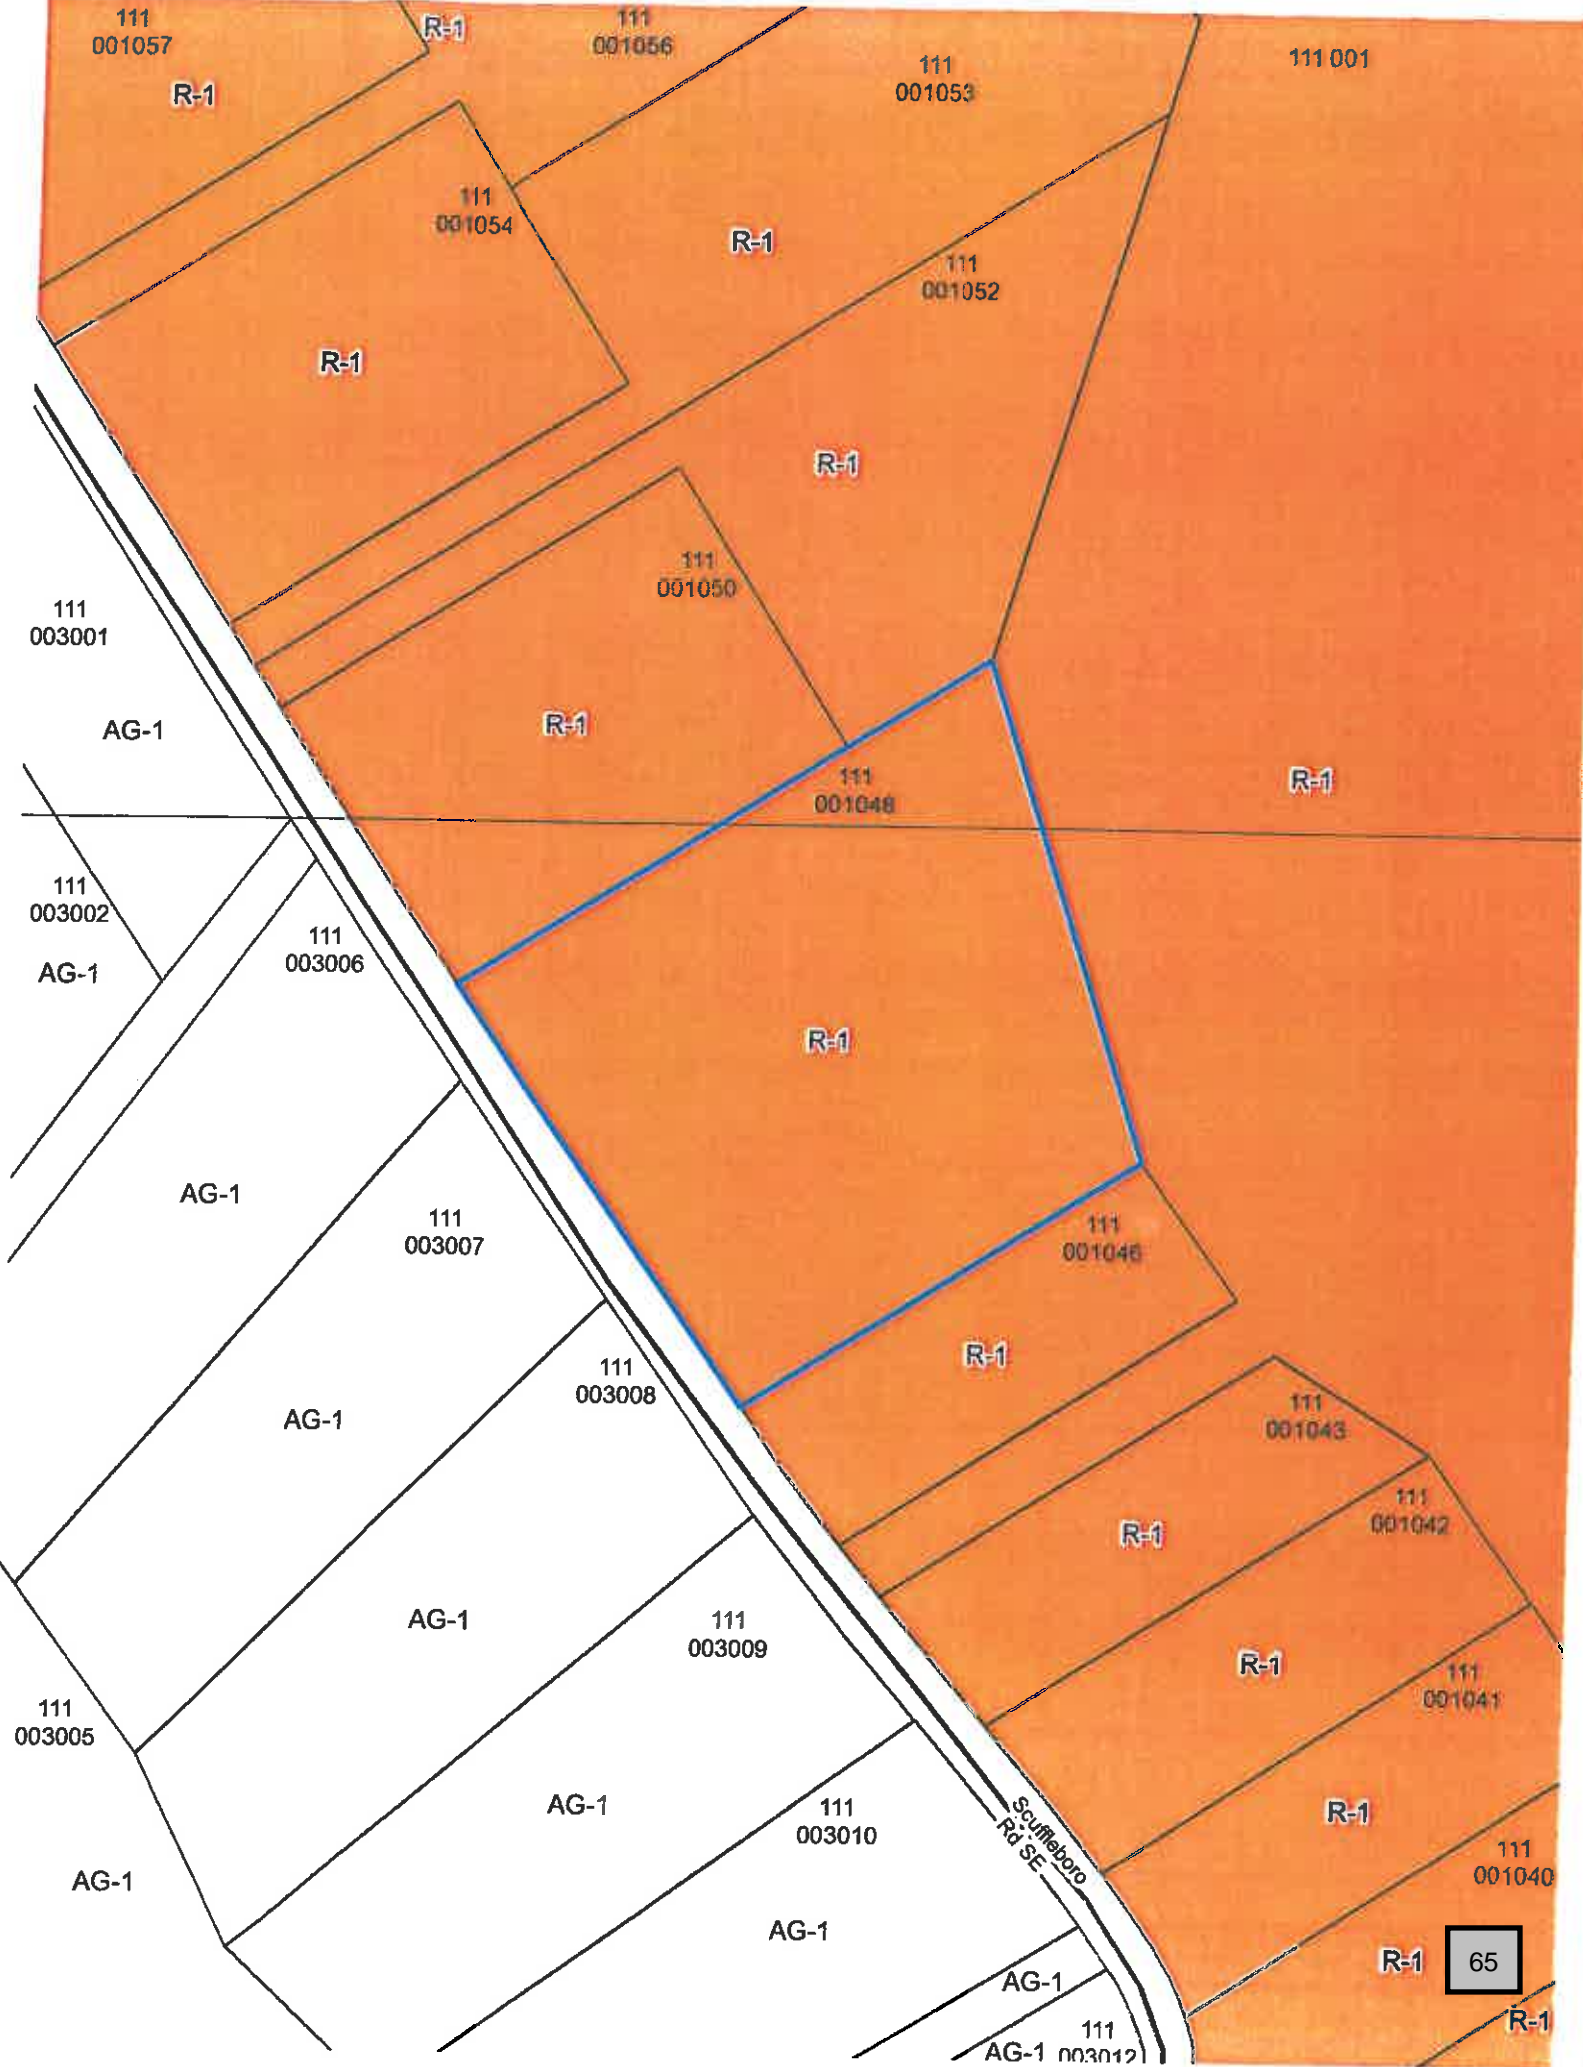 111
001057
R-1
R-1
111
001056
111
001053
111 001
111
001054
R-1
111
001052
R-1
R-1
111
001050
111
003001
AG-1
R-1
111
001048
R-1
111
003002
AG-1
111
003006
R-1
AG-1
111
003007
111
001046
R-1
111
003008
AG-1
111
001043
111
001042
R-1
AG-1
111
003009
R-1
111
001041
111
003005
AG-1
111
003010
R-1
Scuffleboro
Rd SE
111
001040
AG-1
AG-1
R-1
65
AG-1
R-1
AG-1
111
003012